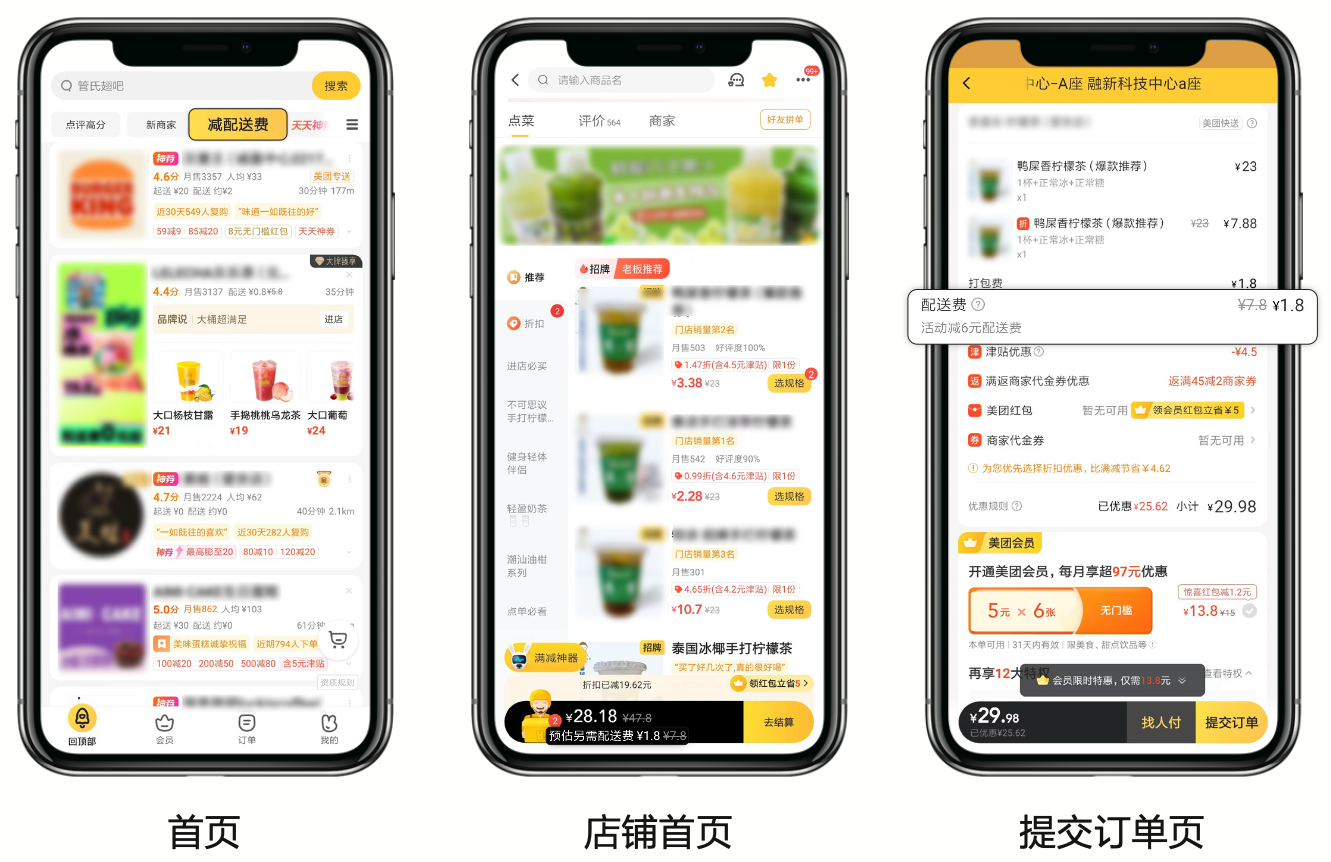 管氏翅吧
搜索
点评高分
新商家
减配送费
天天神
神券
4.6分 月售3357 人均 ¥33
美团专送
起送 ¥20 配送 约¥2
30分钟 177m
近30天549人复购
“味道一如既往的好”
59减9
85减20
8元无门槛红包
天天神券
BURGER
KING
大牌臻享
4.4分 月售3137 配送 ¥0.8 ¥5.8
35分钟
品牌说 大桶超满足
进店
大口杨枝甘露
手捣桃桃乌龙茶
大口葡萄
¥21
¥19
¥24
神券
4.7分 月售2224 人均 ¥62
起送 ¥0 配送 约¥0
40分钟 2.1km
“一如既往的喜欢”
近30天282人复购
神券 最高膨至20
80减10
120减20
5.0分 月售862 人均 ¥103
起送 ¥30 配送 约¥0
61分钟
美味蛋糕诚挚祝福
近期794人下单
100减20
200减50
500减80
含5元津贴
资质规则
神券
回顶部
会员
订单
我的
首页
请输入商品名
99+
点菜
评价 564
商家
好友拼单
推荐
折扣
2
进店必买
不可思议
手打柠檬...
健身轻体
伴侣
轻盈奶茶
潮汕油柑
系列
点单必看
招牌
老板推荐
门店销量第2名
月售503 好评度100%
1.47折(含4.5元津贴) 限1份
¥3.38 ¥23
选规格
2
门店销量第1名
月售542 好评度90%
0.99折(含4.6元津贴) 限1份
¥2.28 ¥23
选规格
门店销量第3名
月售301
4.65折(含4.2元津贴) 限1份
¥10.7 ¥23
选规格
招牌
泰国冰椰手打柠檬茶
“买了好几次了,真的很好喝”
满减神器
折扣已减19.62元
领红包立省5
2
¥28.18 ¥47.8
预估另需配送费 ¥1.8 ¥7.8
去结算
店铺首页
中心-A座 融新科技中心a座
美团快送
鸭屎香柠檬茶（爆款推荐）
¥23
1杯+正常冰+正常糖
x1
折 鸭屎香柠檬茶（爆款推荐）
¥23 ¥7.88
1杯+正常冰+正常糖
x1
打包费
¥1.8
配送费
¥7.8 ¥1.8
活动减6元配送费
津 津贴优惠
-¥4.5
返 满返商家代金券优惠
返满45减2商家券
美团红包
暂无可用
领会员红包立省¥5
券 商家代金券
暂无可用
为您优先选择折扣优惠，比满减节省¥4.62
优惠规则
已优惠¥25.62 小计 ¥29.98
美团会员
开通美团会员，每月享超97元优惠
5元 × 6张
无门槛
惊喜红包减1.2元
¥13.8 ¥15
本单可用 | 31天内有效 | 限美食、甜点饮品等
再享12大特权
查看特权
会员限时特惠，仅需13.8元
¥29.98
已优惠¥25.62
找人付
提交订单
提交订单页